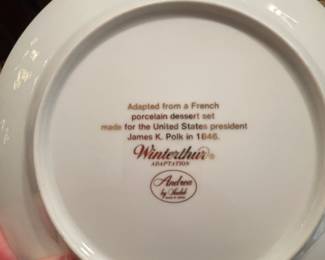 Adapted from a French
porcelain dessert set
made for the United States president
James K. Polk in 1846.
Winterthur®
ADAPTATION
Andrea
by Sadek